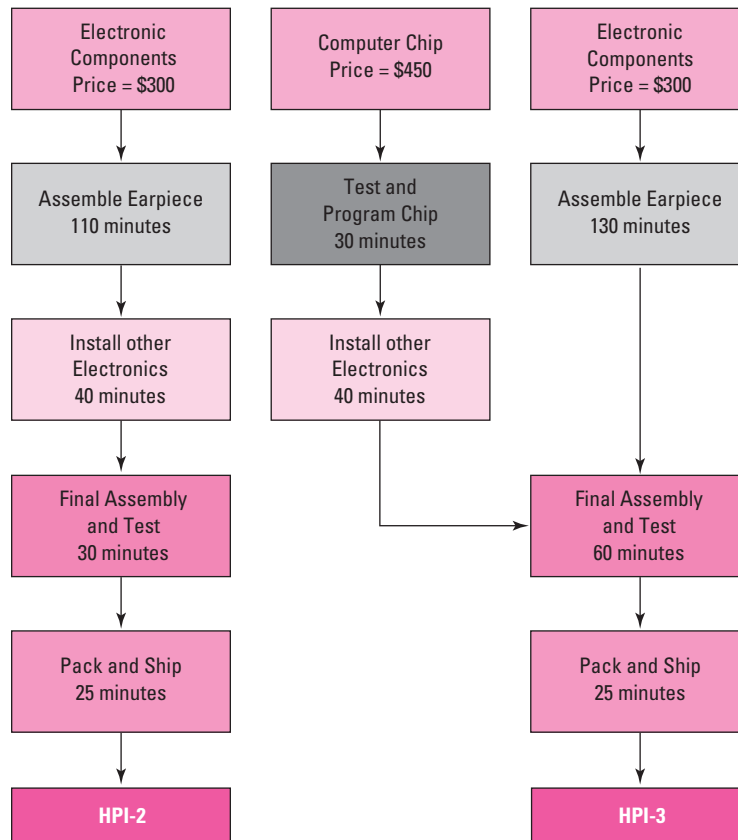 Electronic
Components
Price = $300
Computer Chip
Price = $450
Electronic
Components
Price = $300
Assemble Earpiece
110 minutes
Test and
Program Chip
30 minutes
Assemble Earpiece
130 minutes
Install other
Electronics
40 minutes
Install other
Electronics
40 minutes
Final Assembly
and Test
30 minutes
Final Assembly
and Test
60 minutes
Pack and Ship
25 minutes
Pack and Ship
25 minutes
HPI-2
HPI-3